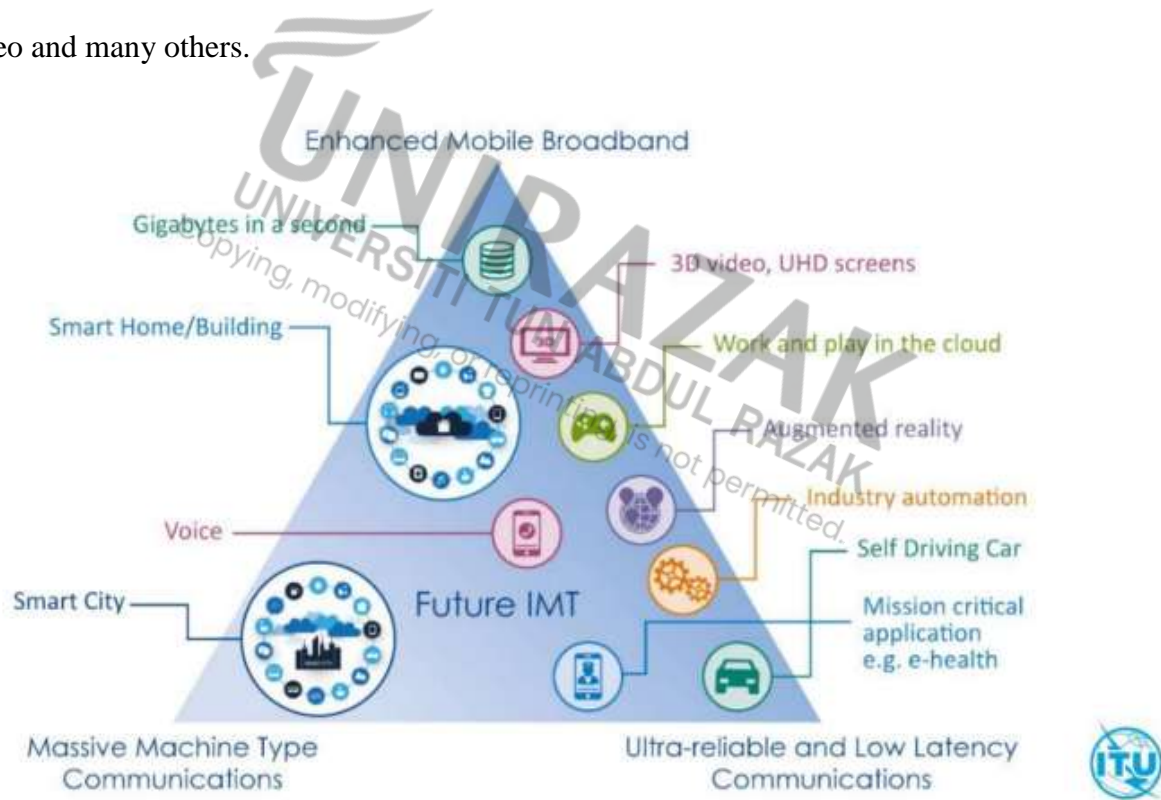 eo and many others.
Enhanced Mobile Broadband
Gigabytes in a second
3D video, UHD screens
Smart Home/Building
Work and play in the cloud
Augmented reality
Industry automation
Voice
Self Driving Car
Smart City
Future IMT
Mission critical
application
e.g. e-health
Massive Machine Type
Communications
Ultra-reliable and Low Latency
Communications
ITU
UNIRAZAK
UNIVERSITI TUN ABDUL RAZAK
Copying, modifying, or reprinting is not permitted.